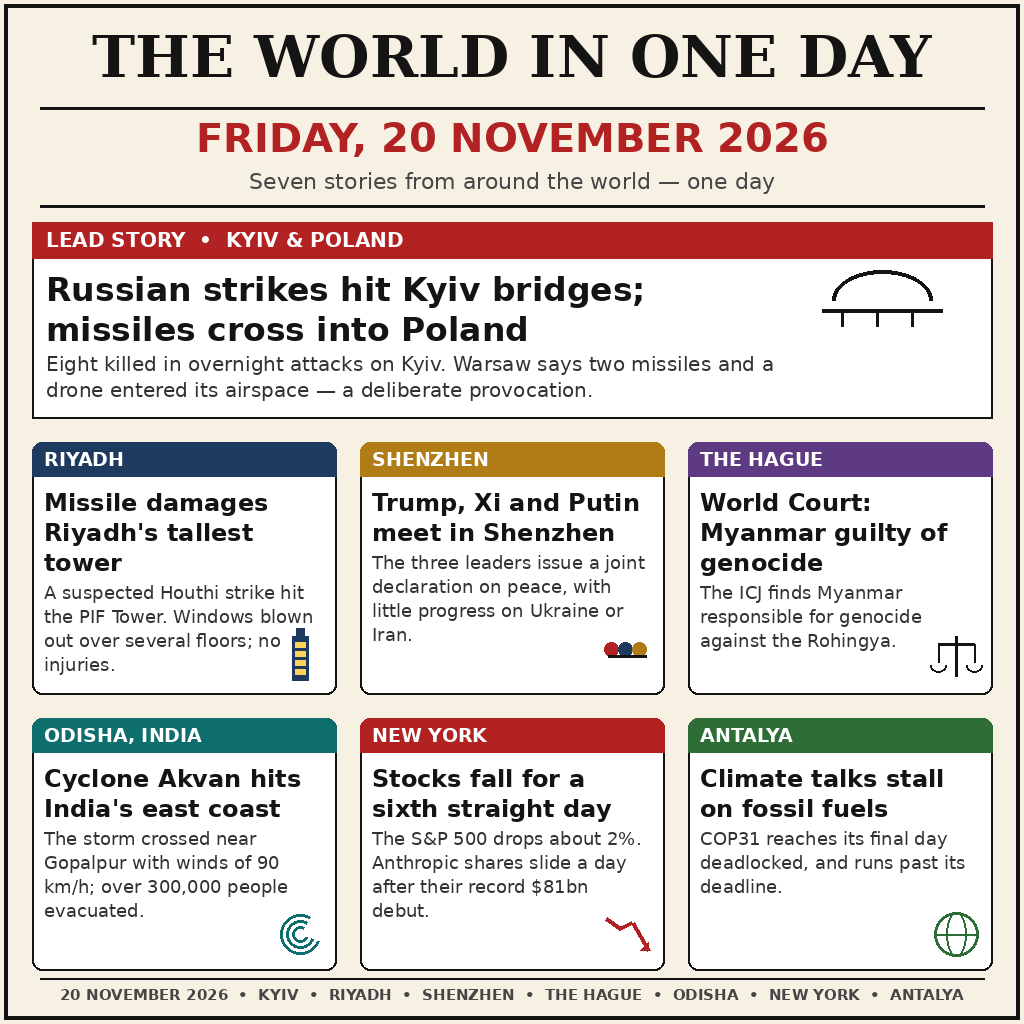 THE WORLD IN ONE DAY
FRIDAY, 20 NOVEMBER 2026
Seven stories from around the world — one day
LEAD STORY • KYIV & POLAND
Russian strikes hit Kyiv bridges;
missiles cross into Poland
Eight killed in overnight attacks on Kyiv. Warsaw says two missiles and a
drone entered its airspace — a deliberate provocation.
RIYADH
Missile damages
Riyadh's tallest
tower
A suspected Houthi strike hit
the PIF Tower. Windows blown
out over several floors; no
injuries.
SHENZHEN
Trump, Xi and Putin
meet in Shenzhen
The three leaders issue a joint
declaration on peace, with
little progress on Ukraine or
Iran.
THE HAGUE
World Court:
Myanmar guilty of
genocide
The ICJ finds Myanmar
responsible for genocide
against the Rohingya.
ODISHA, INDIA
Cyclone Akvan hits
India's east coast
The storm crossed near
Gopalpur with winds of 90
km/h; over 300,000 people
evacuated.
NEW YORK
Stocks fall for a
sixth straight day
The S&P 500 drops about 2%.
Anthropic shares slide a day
after their record $81bn
debut.
ANTALYA
Climate talks stall
on fossil fuels
COP31 reaches its final day
deadlocked, and runs past its
deadline.
20 NOVEMBER 2026 • KYIV • RIYADH • SHENZHEN • THE HAGUE • ODISHA • NEW YORK • ANTALYA